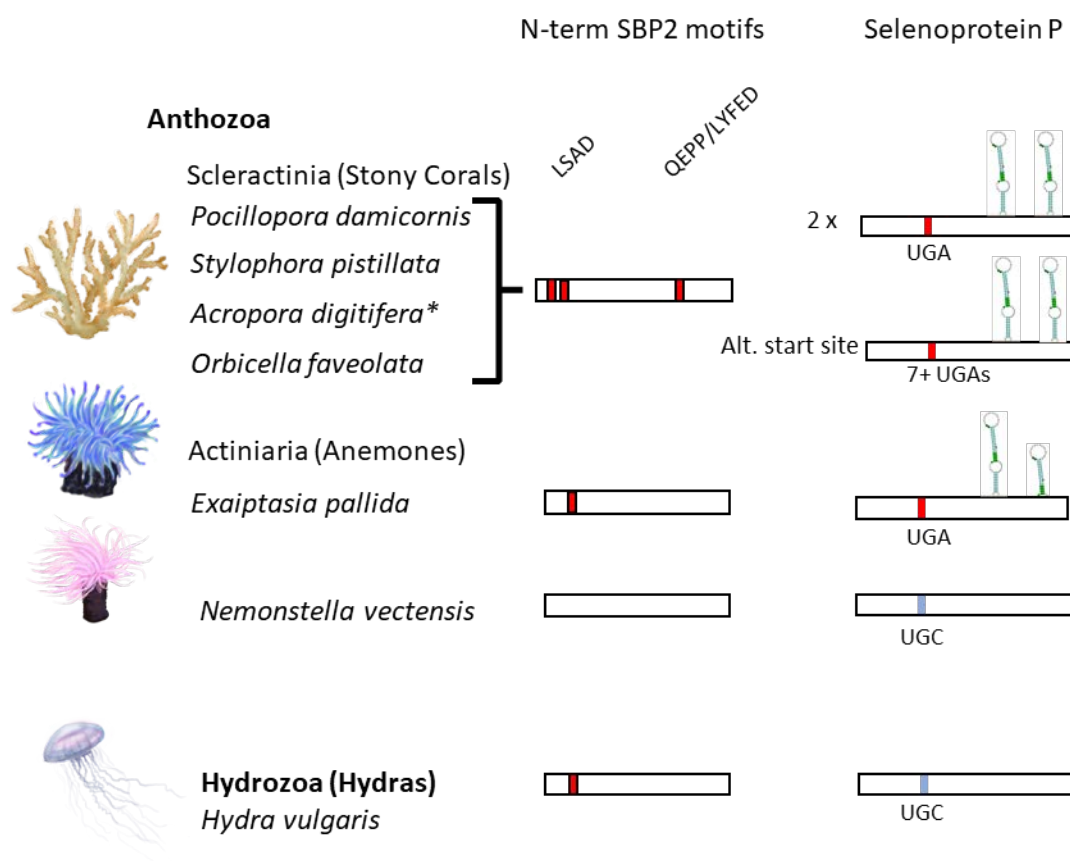 N-term SBP2 motifs
Selenoprotein P
LSAD
QEPP/LYFED
Anthozoa
Scleractinia (Stony Corals)
Pocillopora damicornis
Stylophora pistillata
Acropora digitifera*
Orbicella faveolata
2 x
UGA
Alt. start site
7+ UGAs
Actiniaria (Anemones)
Exaiptasia pallida
UGA
Nemonstella vectensis
UGC
Hydrozoa (Hydras)
Hydra vulgaris
UGC